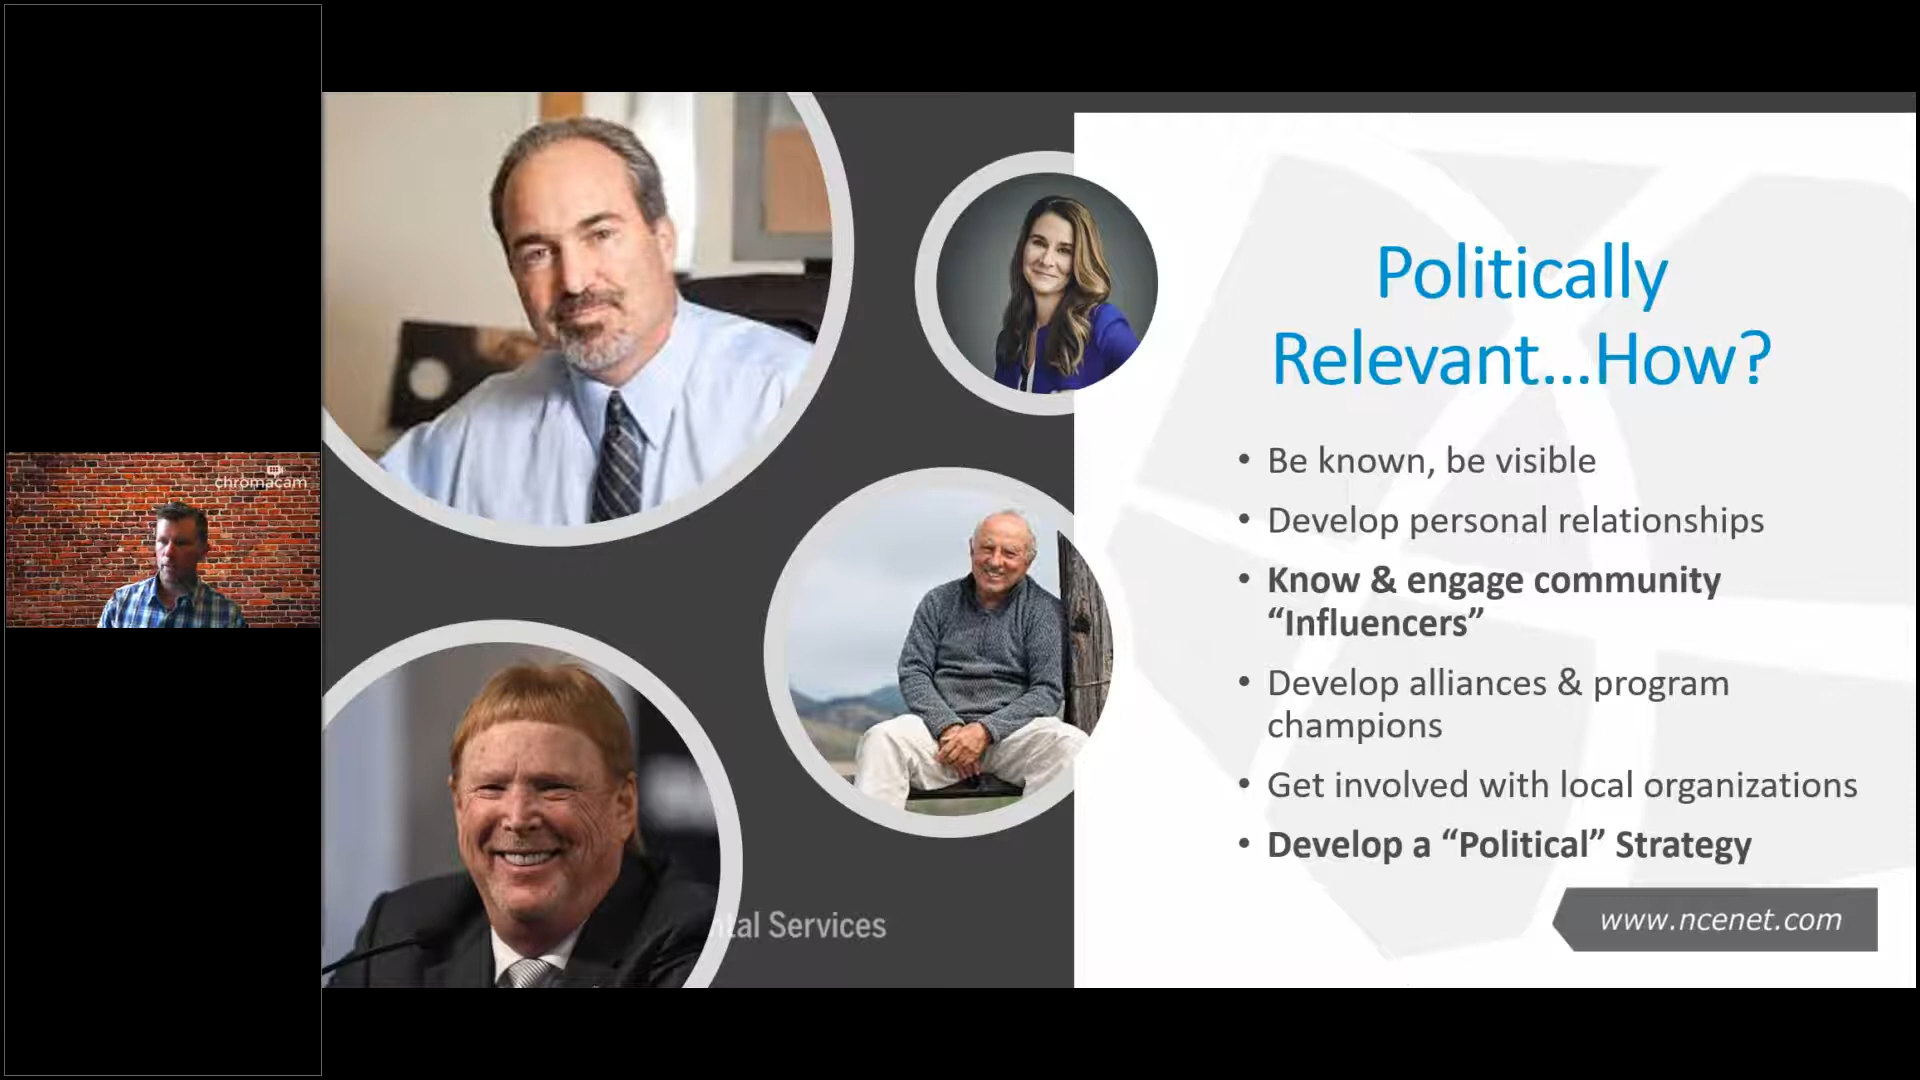 chromacam
Politically
Relevant...How?
• Be known, be visible
• Develop personal relationships
• Know & engage community
“Influencers”
• Develop alliances & program
champions
• Get involved with local organizations
• Develop a “Political” Strategy
tal Services
www.ncenet.com